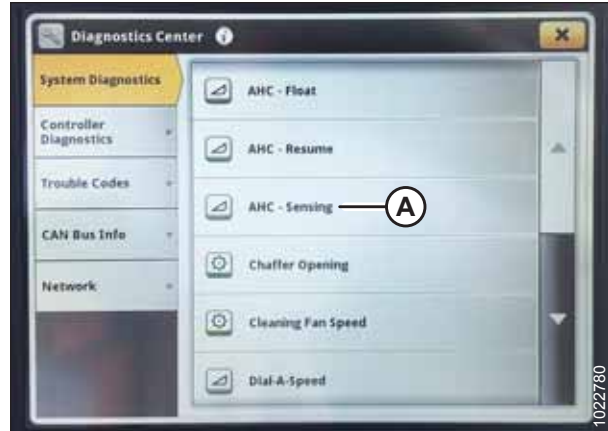 Diagnostics Center
System Diagnostics
Controller
Diagnostics
Trouble Codes
CAN Bus Info
Network
AHC - Float
AHC - Resume
AHC - Sensing
A
Chaffer Opening
Cleaning Fan Speed
Dial-A-Speed
1022780